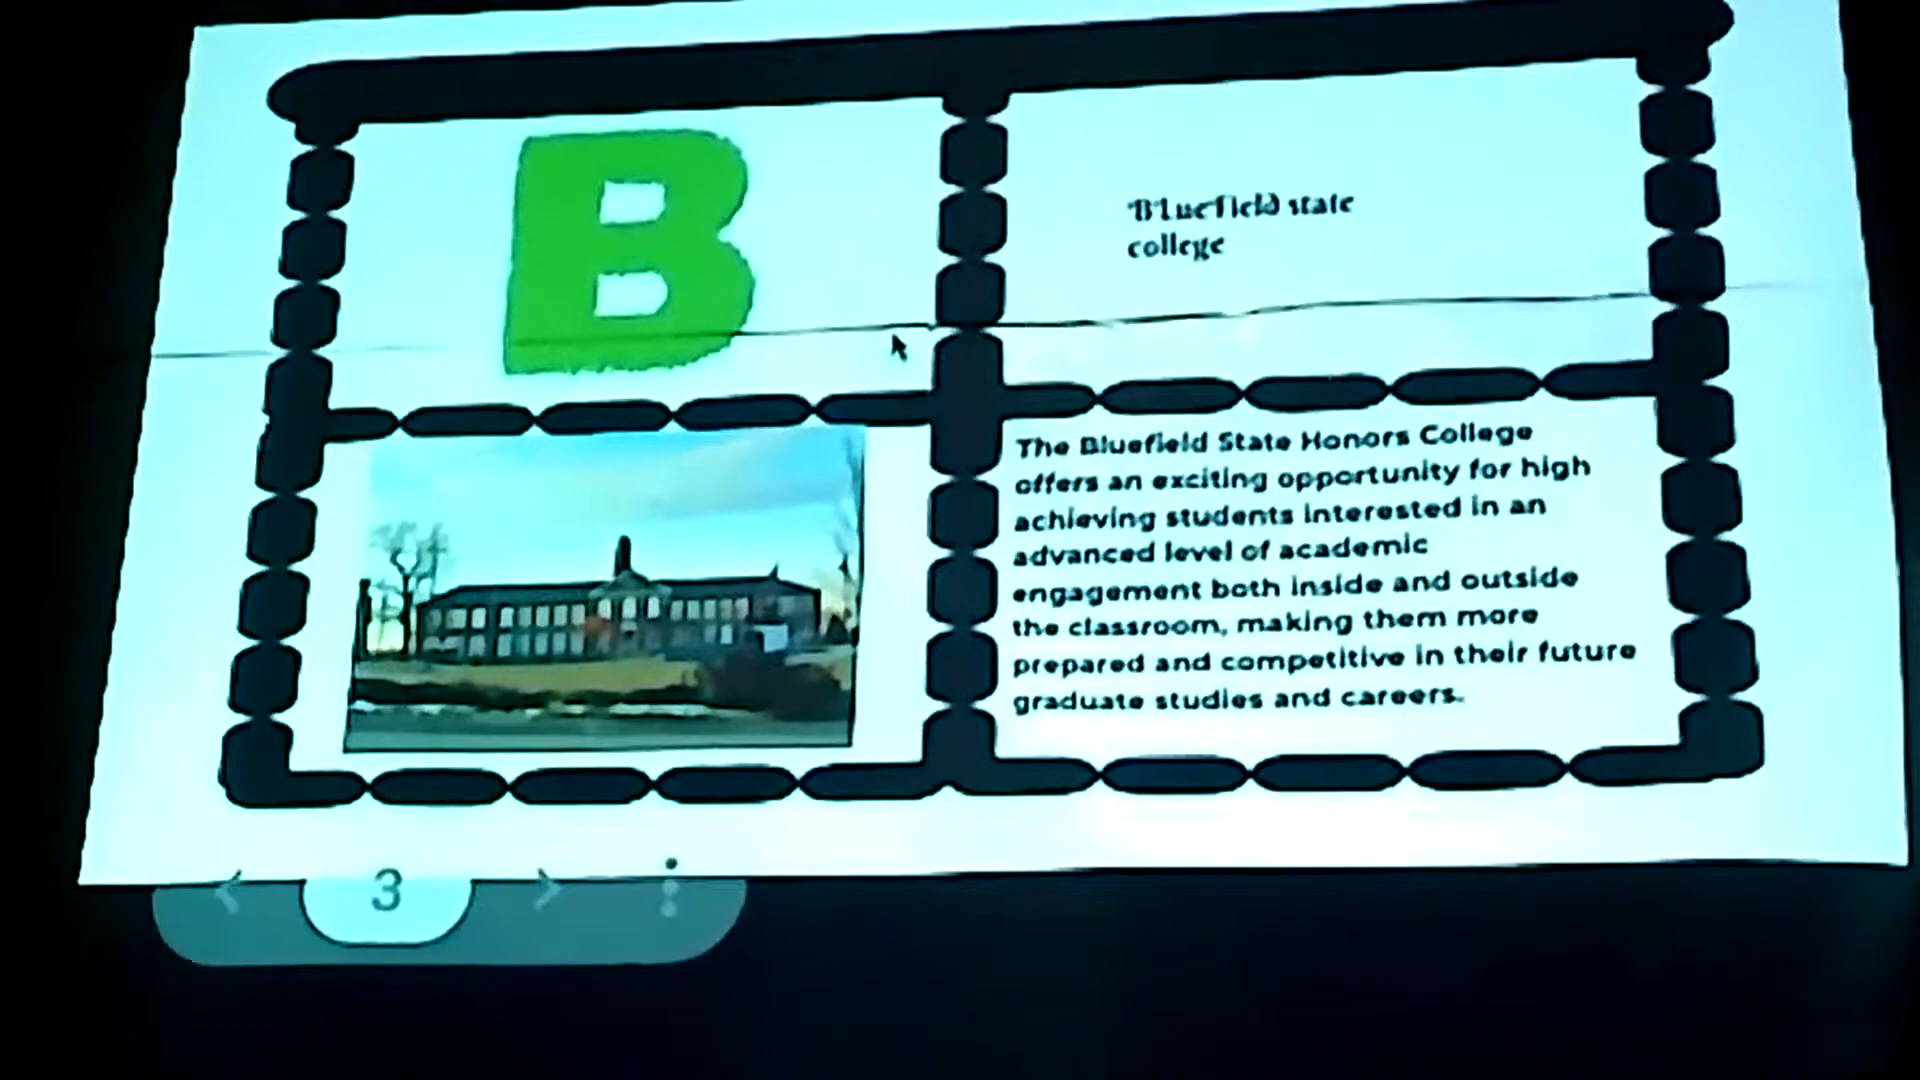 B
Bluefield state
college
The Bluefield State Honors College
offers an exciting opportunity for high
achieving students interested in an
advanced level of academic
engagement both inside and outside
the classroom, making them more
prepared and competitive in their future
graduate studies and careers.
3